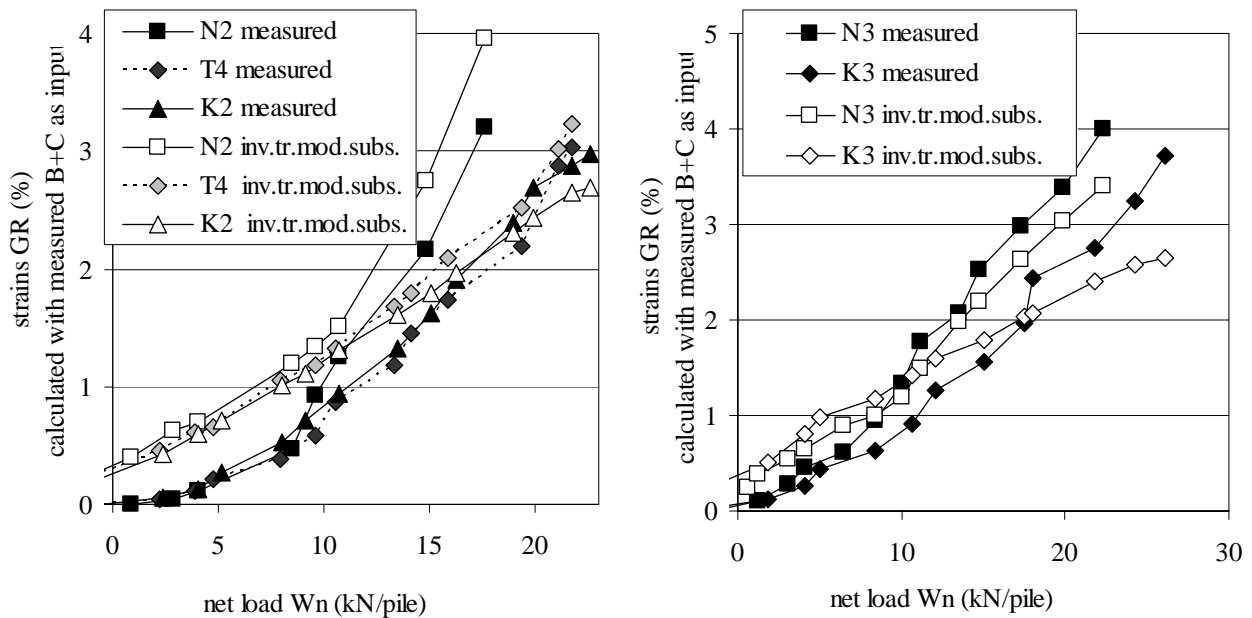 strains GR (%)
calculated with measured B+C as input
4
3
2
1
0
N2 measured
T4 measured
K2 measured
N2 inv.tr.mod.subs.
T4 inv.tr.mod.subs.
K2 inv.tr.mod.subs.
0 5 10 15 20
net load Wn (kN/pile)
strains GR (%)
calculated with measured B+C as input
5
4
3
2
1
0
N3 measured
K3 measured
N3 inv.tr.mod.subs.
K3 inv.tr.mod.subs.
0 10 20 30
net load Wn (kN/pile)